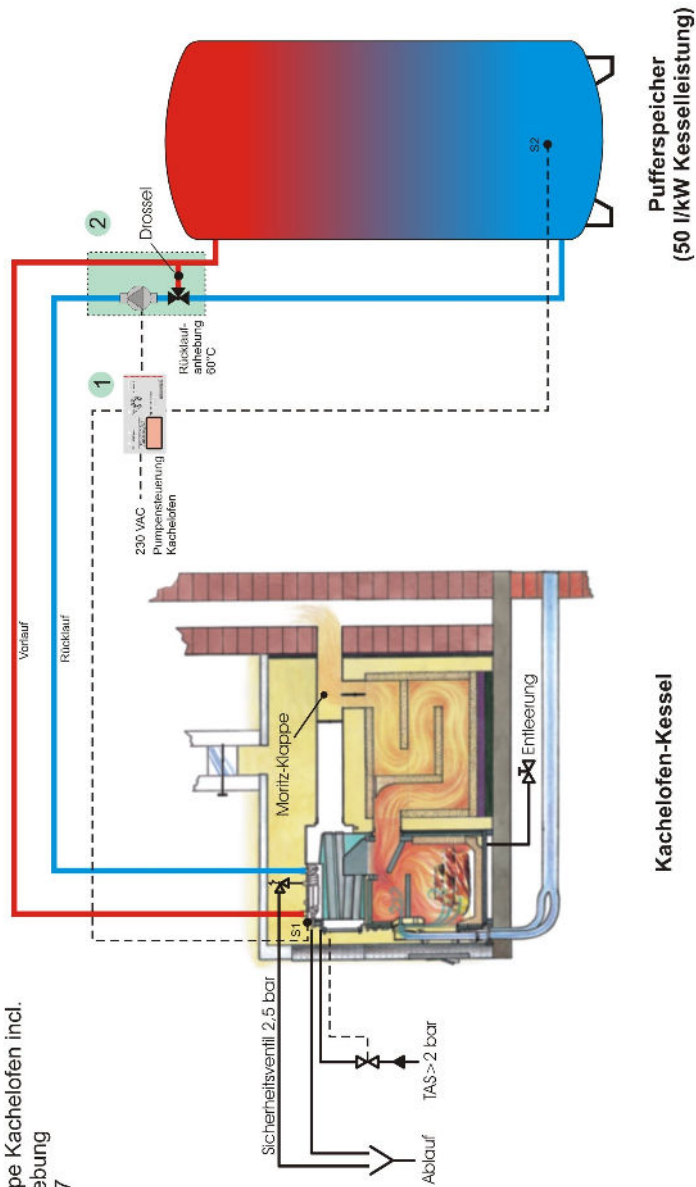 pe Kachelofen incl.
ebung
7
Vorlauf
Rücklauf
230 VAC
Pumpensteuerung
Kachelofen
1
2
Rücklauf-
anhebung
60°C
Drossel
S2
Pufferspeicher
(50 l/kW Kesselleistung)
Moritz-Klappe
S1
Sicherheitsventil 2,5 bar
TAS>2 bar
Ablauf
Entleerung
Kachelofen-Kessel